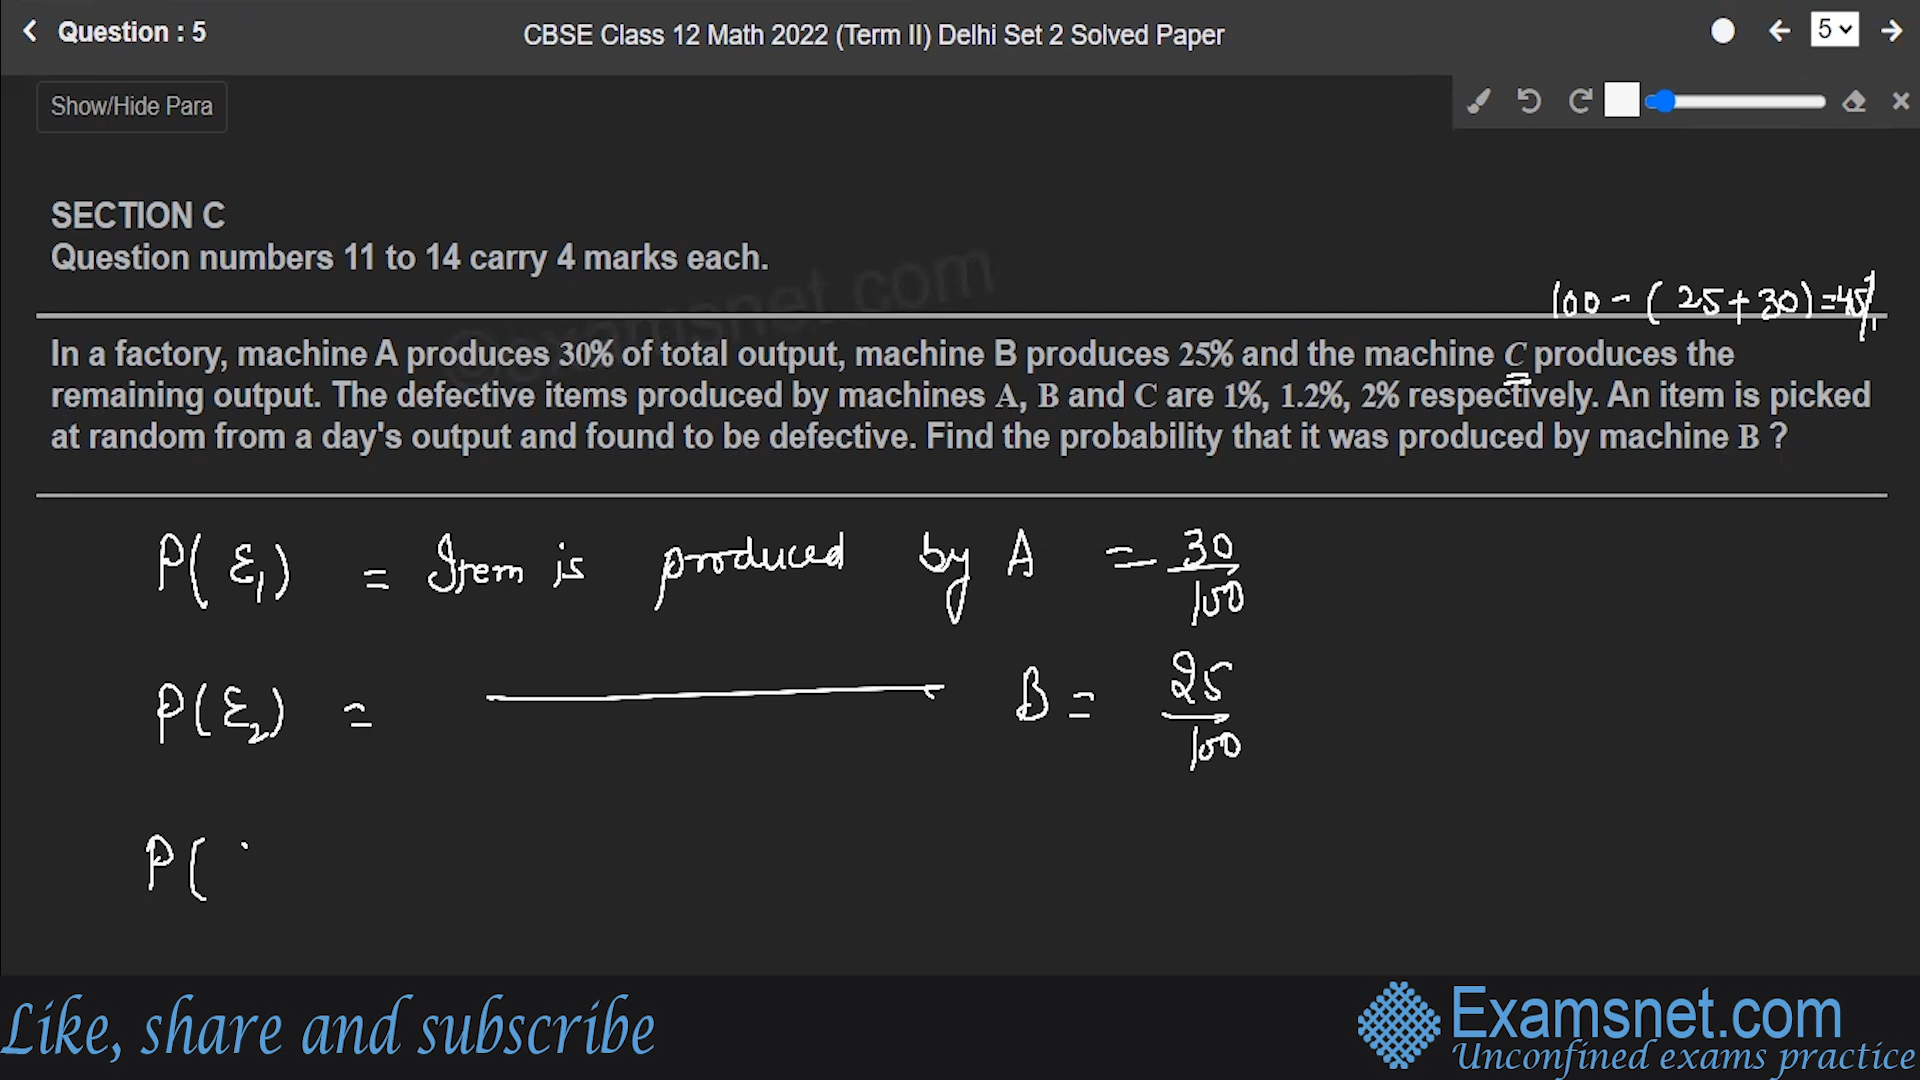 Question : 5
CBSE Class 12 Math 2022 (Term II) Delhi Set 2 Solved Paper
5
Show/Hide Para
SECTION C
Question numbers 11 to 14 carry 4 marks each.
©examsnet.com
100 - ( 25 + 30 ) = 45%
In a factory, machine A produces 30% of total output, machine B produces 25% and the machine C produces the
remaining output. The defective items produced by machines A, B and C are 1%, 1.2%, 2% respectively. An item is picked
at random from a day's output and found to be defective. Find the probability that it was produced by machine B ?
P( E₁ ) = Item is produced by A = 30/100
P( E₂ ) = B = 25/100
P(
Like, share and subscribe
Examsnet.com
Unconfined exams practice